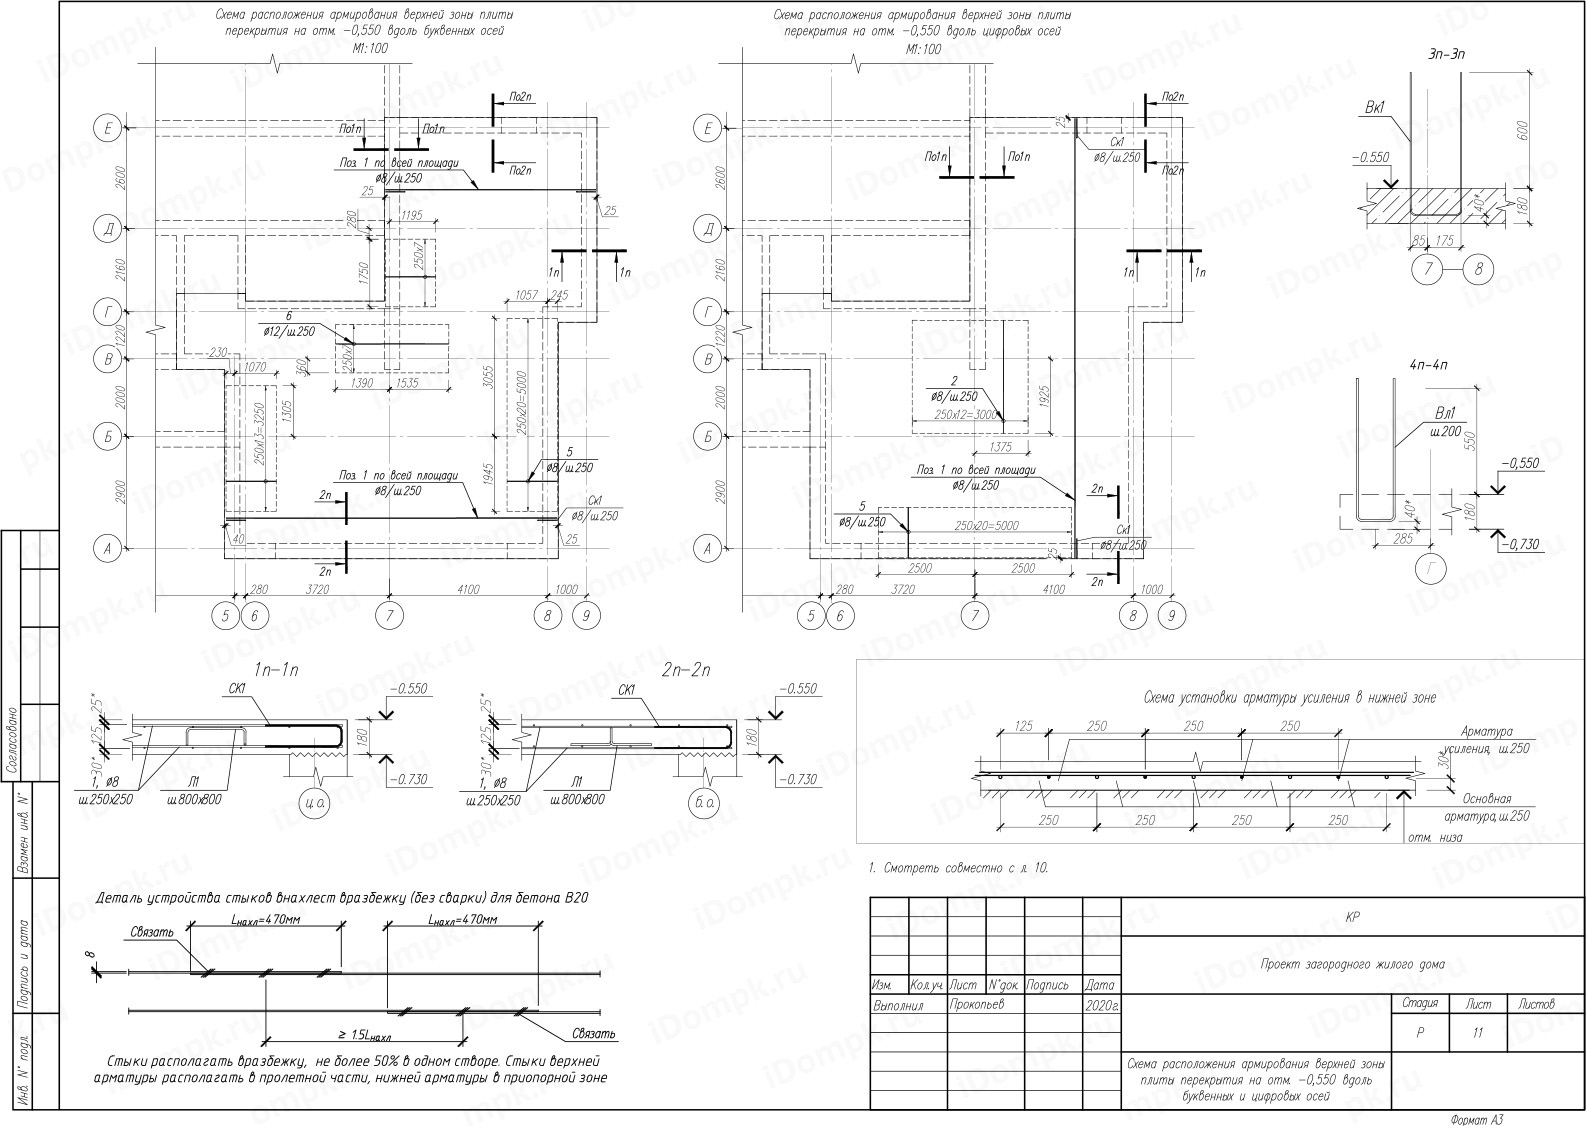 Схема расположения армирования верхней зоны плиты
перекрытия на отм. -0,550 вдоль буквенных осей
М1:100
По2п
По1п По1п
По2п
Поз. 1 по всей площади
ø8/ш.250
25
25
1195
280
1750
250х7
1п 1п
1057 245
6
ø12/ш.250
250х7
230
1070
360
1390 1535
3055
250х20=5000
1305
250х13=3250
1945
5
ø8/ш.250
Поз. 1 по всей площади
ø8/ш.250
2п
Ск1
ø8/ш.250
40
25
2п
Е
2600
Д
2160
Г
1220
В
2000
Б
2900
А
280 3720 4100 1000
5 6 7 8 9
Схема расположения армирования верхней зоны плиты
перекрытия на отм. -0,550 вдоль цифровых осей
М1:100
По2п
25
Ск1
ø8/ш.250
По1п По1п
По2п
1п 1п
2
ø8/ш.250
250х12=3000
1925
1375
Поз. 1 по всей площади
ø8/ш.250
2п
5
ø8/ш.250
250х20=5000
Ск1
ø8/ш.250
25
2п
2500 2500
Е
2600
Д
2160
Г
1220
В
2000
Б
2900
А
280 3720 4100 1000
5 6 7 8 9
3п-3п
Вк1
600
-0.550
40*
180
85 175
7 8
4п-4п
Вл1
ш.200
550
-0,550
40*
180
285
-0,730
Г
1п-1п
СК1
-0.550
25*
125
30*
180
1, ø8
ш.250х250
Л1
ш.800х800
-0.730
ц.о.
2п-2п
СК1
-0.550
25*
125
30*
180
1, ø8
ш.250х250
Л1
ш.800х800
-0.730
б.о.
Схема установки арматуры усиления в нижней зоне
125 250 250 250
Арматура
усиления, ш.250
30*
Основная
арматура, ш.250
250 250 250 250
отм. низа
1. Смотреть совместно с л. 10.
Деталь устройства стыков внахлест вразбежку (без сварки) для бетона В20
Lнахл=470мм Lнахл=470мм
Связать
8
≥ 1.5Lнахл
Связать
Стыки располагать вразбежку, не более 50% в одном створе. Стыки верхней
арматуры располагать в пролетной части, нижней арматуры в приопорной зоне
Согласовано
Взамен инв. N°
Подпись и дата
Инв. N° подл.
КР
Проект загородного жилого дома
Изм. Кол.уч. Лист N°док. Подпись Дата
Выполнил Прокопьев 2020г.
Стадия Лист Листов
Р 11
Схема расположения армирования верхней зоны
плиты перекрытия на отм. -0,550 вдоль
буквенных и цифровых осей
Формат А3
iDompk.ru